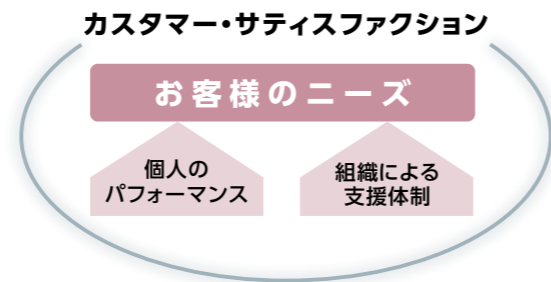 カスタマー・サティスファクション
お客様のニーズ
個人の
パフォーマンス
組織による
支援体制